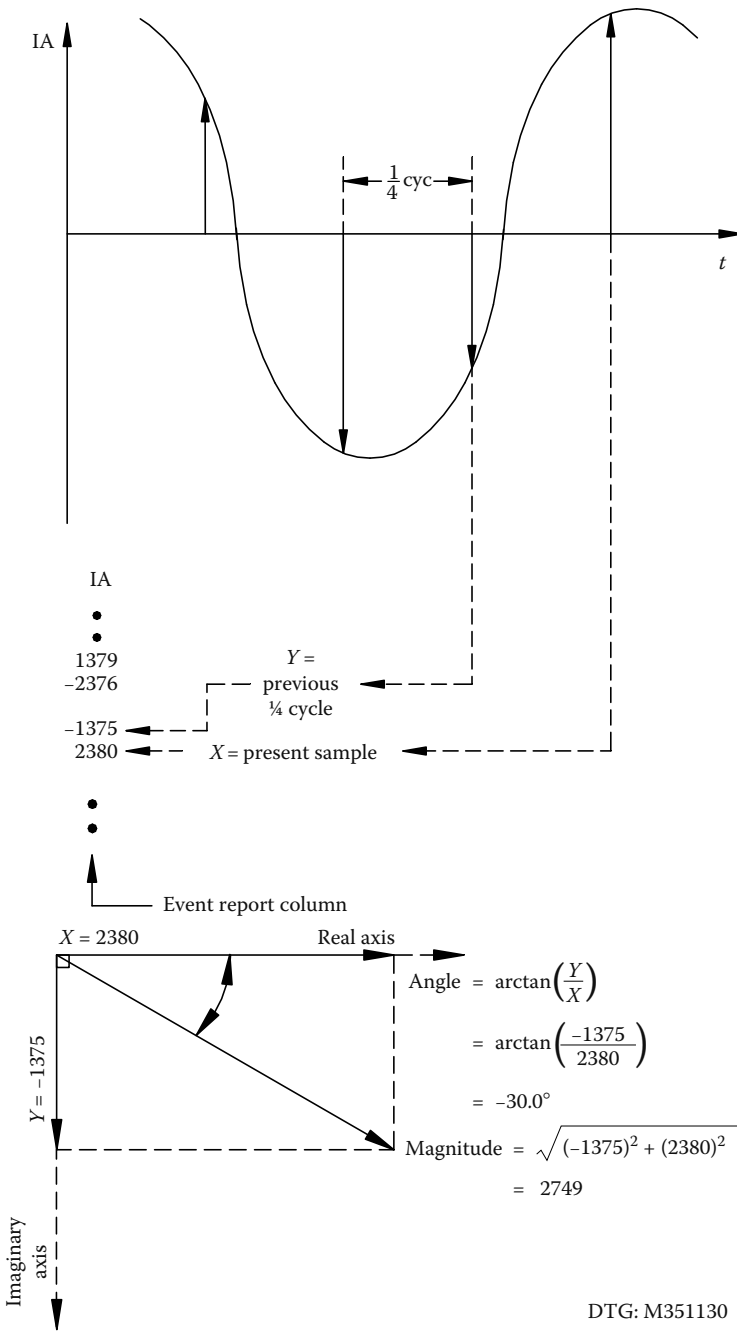 IA
1/4 cyc
t
IA
1379
–2376
Y =
previous
¼ cycle
–1375
2380
X = present sample
Event report column
X = 2380
Real axis
Y = –1375
Imaginary
axis
Angle = arctan(Y/X)
= arctan(–1375/2380)
= –30.0°
Magnitude = √(–1375)² + (2380)²
= 2749
DTG: M351130